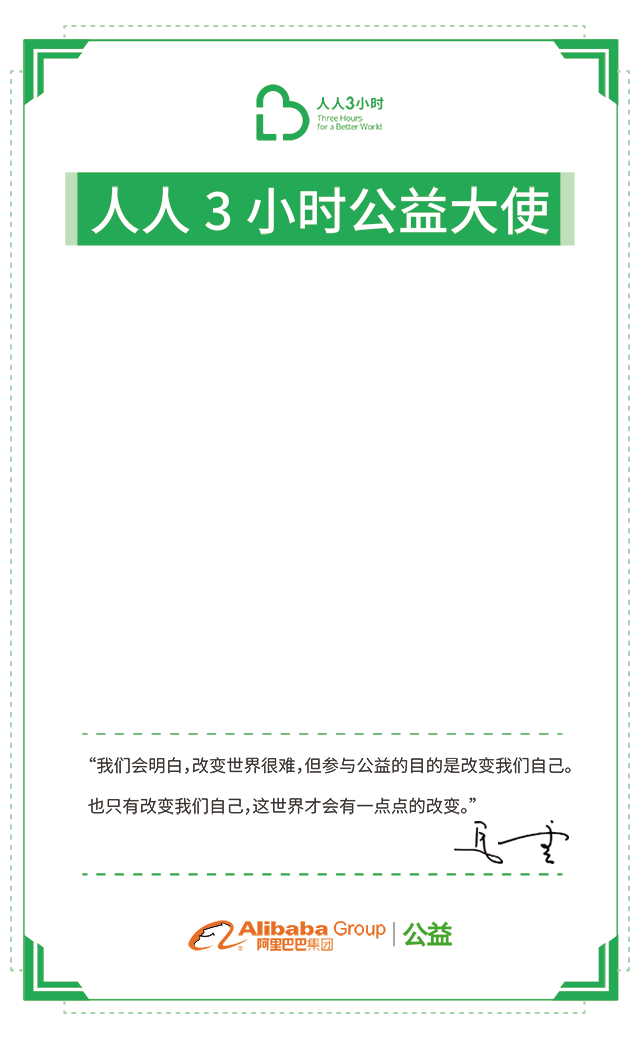 人人3小时
Three Hours
for a Better World
人人 3 小时公益大使
“我们会明白，改变世界很难，但参与公益的目的是改变我们自己。
也只有改变我们自己，这世界才会有一点点的改变。”
马云
Alibaba Group | 公益
阿里巴巴集团